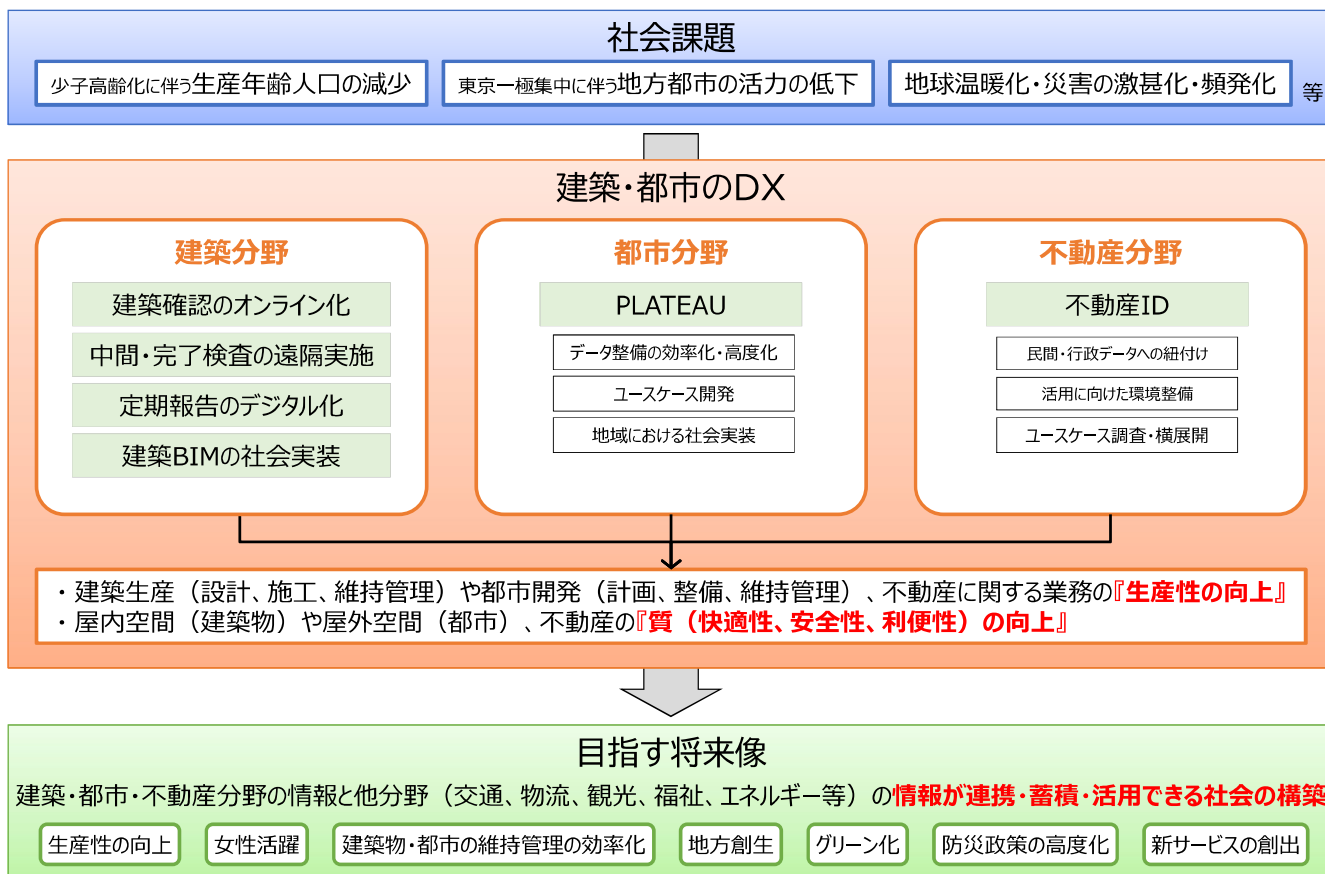 社会課題
少子高齢化に伴う生産年齢人口の減少
東京一極集中に伴う地方都市の活力の低下
地球温暖化・災害の激甚化・頻発化
等
建築・都市のDX
建築分野
建築確認のオンライン化
中間・完了検査の遠隔実施
定期報告のデジタル化
建築BIMの社会実装
都市分野
PLATEAU
データ整備の効率化・高度化
ユースケース開発
地域における社会実装
不動産分野
不動産ID
民間・行政データへの紐付け
活用に向けた環境整備
ユースケース調査・横展開
・建築生産（設計、施工、維持管理）や都市開発（計画、整備、維持管理）、不動産に関する業務の『生産性の向上』
・屋内空間（建築物）や屋外空間（都市）、不動産の『質（快適性、安全性、利便性）の向上』
目指す将来像
建築・都市・不動産分野の情報と他分野（交通、物流、観光、福祉、エネルギー等）の情報が連携・蓄積・活用できる社会の構築
生産性の向上
女性活躍
建築物・都市の維持管理の効率化
地方創生
グリーン化
防災政策の高度化
新サービスの創出